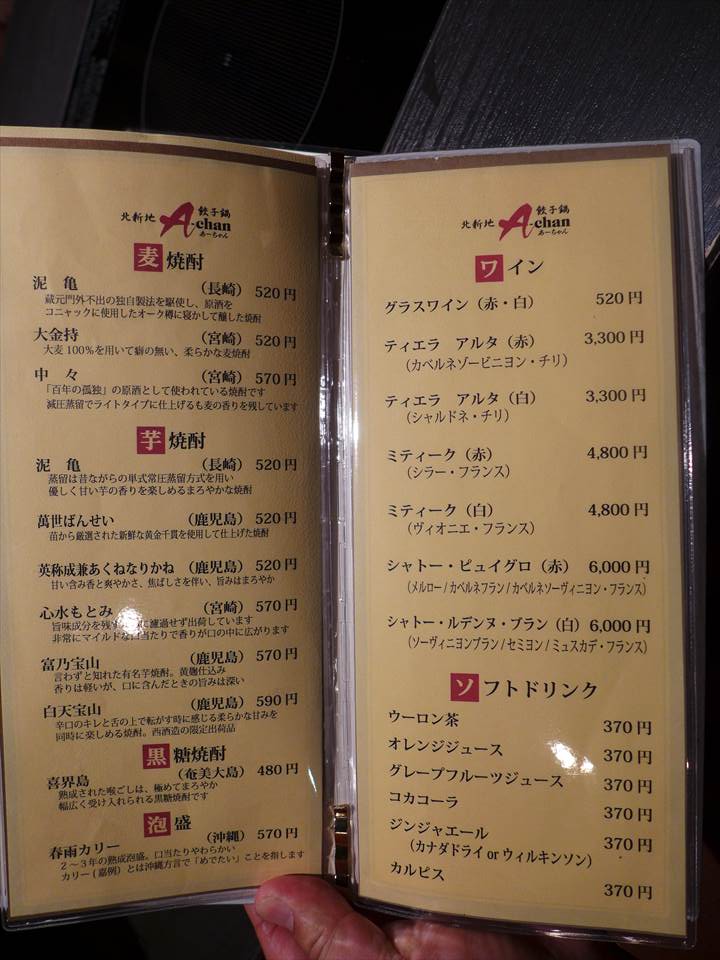 北新地 A-chan 餃子鍋 あーちゃん
麦焼酎
泥 亀 (長崎) 520円
蔵元門外不出の独自製法を駆使し、原酒を
コニャックに使用したオーク樽に寝かして醸した焼酎
大金持 (宮崎) 520円
大麦100%を用いて癖の無い、柔らかな麦焼酎
中 々 (宮崎) 570円
「百年の孤独」の原酒として使われている焼酎です
減圧蒸留でライトタイプに仕上げるも麦の香りを残しています
芋焼酎
泥 亀 (長崎) 520円
蒸留は昔ながらの単式常圧蒸留方式を用い
優しく甘い芋の香りを楽しめるまろやかな焼酎
萬世ばんせい (鹿児島) 520円
苗から厳選された新鮮な黄金千貫を使用して仕上げた焼酎
英称成兼あくねなりかね (鹿児島) 520円
甘い含み香と爽やかさ、焦ばしさを伴い、旨みはまろやか
心水もとみ (宮崎) 570円
旨味成分を残す に濾過せず出荷しています
非常にマイルドな口当たりで香りが口の中に広がります
富乃宝山 (鹿児島) 570円
言わずと知れた有名芋焼酎。黄麹仕込み
香りは軽いが、口に含んだときの旨みは深い
白天宝山 (鹿児島) 590円
辛口のキレと舌の上で転がす時に感じる柔らかな甘みを
同時に楽しめる焼酎。西酒造の限定出荷品
黒糖焼酎
喜界島 (奄美大島) 480円
熟成された喉ごしは、極めてまろやか
幅広く受け入れられる黒糖焼酎です
泡盛
春雨カリー (沖縄) 570円
2〜3年の熟成泡盛。口当たりやわらかい
カリー(嘉例)とは沖縄方言で「めでたい」ことを指します
北新地 A-chan 餃子鍋 あーちゃん
ワイン
グラスワイン(赤・白) 520円
ティエラ アルタ(赤) 3,300円
(カベルネゾービニヨン・チリ)
ティエラ アルタ(白) 3,300円
(シャルドネ・チリ)
ミティーク(赤) 4,800円
(シラー・フランス)
ミティーク(白) 4,800円
(ヴィオニエ・フランス)
シャトー・ピュイグロ(赤) 6,000円
(メルロー/カベルネフラン/カベルネソーヴィニヨン・フランス)
シャトー・ルデンヌ・ブラン(白) 6,000円
(ソーヴィニヨンブラン/セミヨン/ミュスカデ・フランス)
ソフトドリンク
ウーロン茶 370円
オレンジジュース 370円
グレープフルーツジュース 370円
コカコーラ 370円
ジンジャエール 370円
(カナダドライ or ウィルキンソン)
カルピス 370円